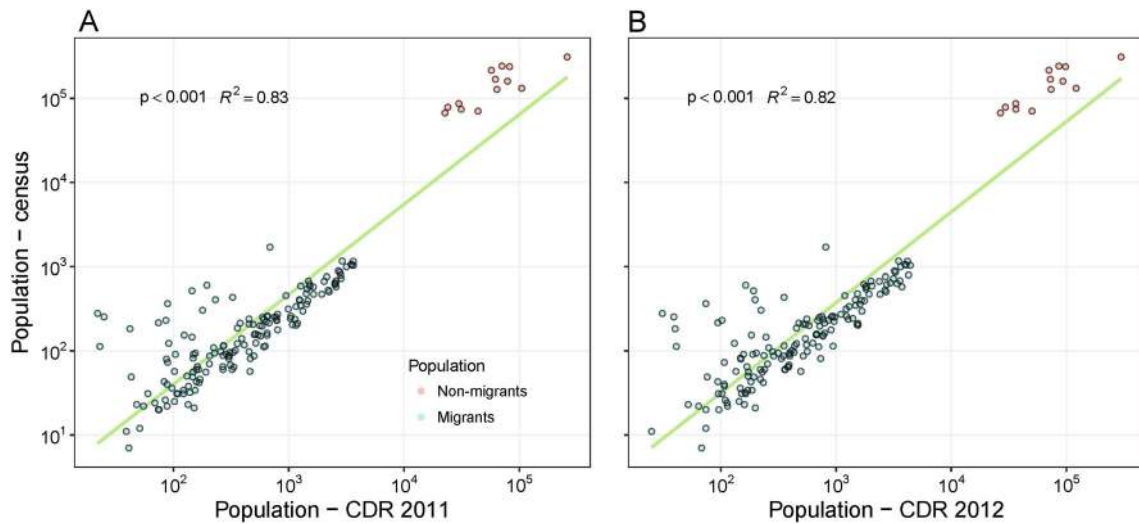 A
B
p < 0.001 R² = 0.83
p < 0.001 R² = 0.82
Population – census
10⁵
10⁴
10³
10²
10¹
Population
Non-migrants
Migrants
10² 10³ 10⁴ 10⁵
10² 10³ 10⁴ 10⁵
Population – CDR 2011
Population – CDR 2012